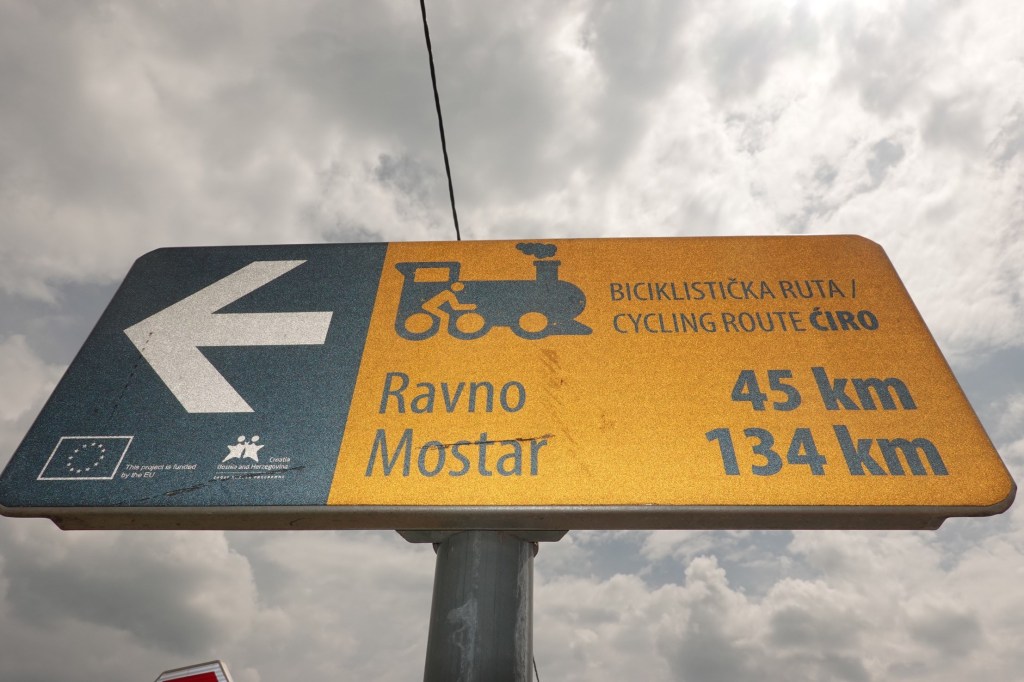 BICIKLISTIČKA RUTA /
CYCLING ROUTE ĆIRO
Ravno 45 km
Mostar 134 km
This project is funded
by the EU
Croatia
Bosnia and Herzegovina